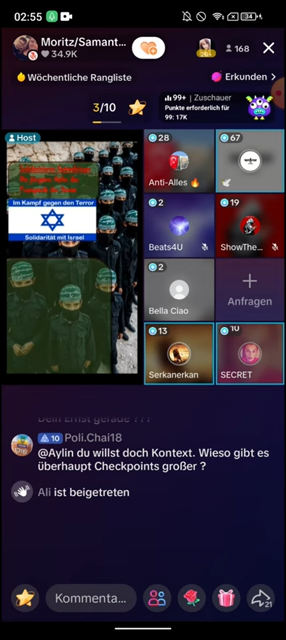 02:55
Moritz/Samant...
34.9K
168
Wöchentliche Rangliste
Erkunden >
3/10
99+ | Zuschauer
Punkte erforderlich für
99: 17K
Host
Im Kampf gegen den Terror
Solidarität mit Israel
28
Anti-Alles
67
2
Beats4U
19
ShowThe...
2
Bella Ciao
+
Anfragen
13
Serkanerkan
10
SECRET
Dein Ernst gerade ???
10 Poli.Chai18
@Aylin du willst doch Kontext. Wieso gibt es
überhaupt Checkpoints großer ?
Ali ist beigetreten
Kommenta...
21